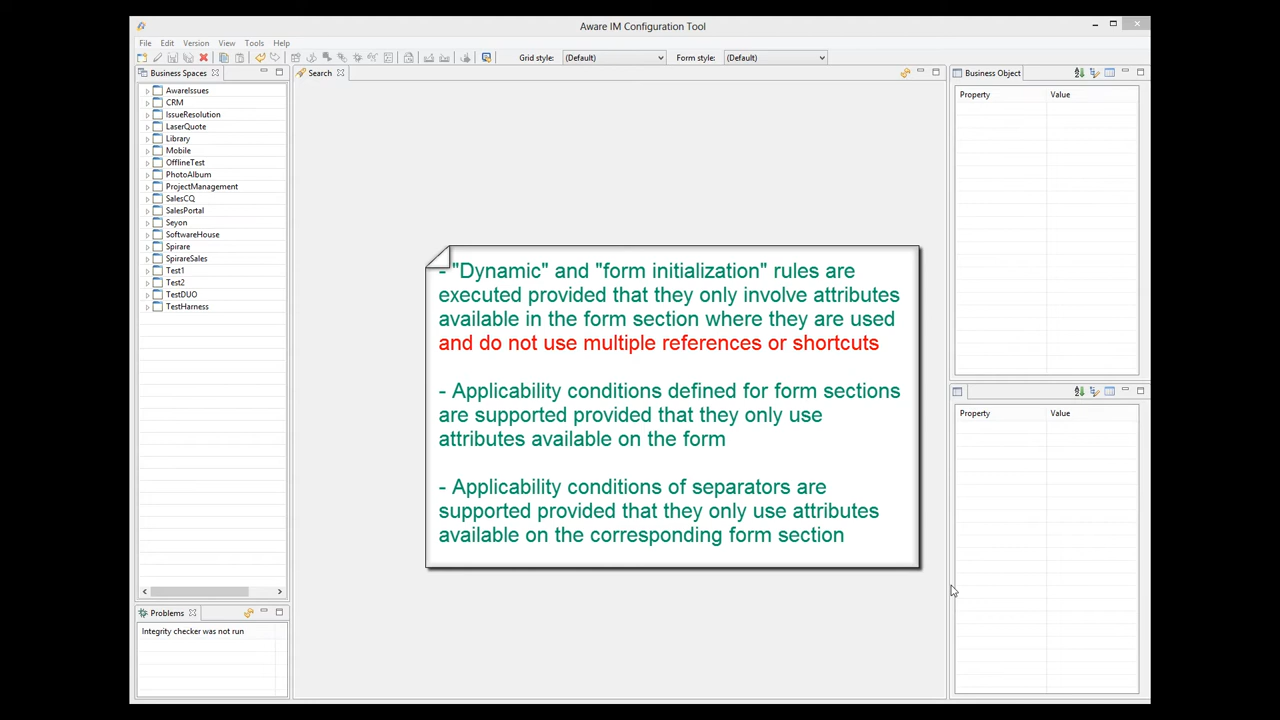 Aware IM Configuration Tool
File Edit Version View Tools Help
Grid style: (Default) Form style: (Default)
Business Spaces
Search
Business Object
AwareIssues
CRM
IssueResolution
LaserQuote
Library
Mobile
OfflineTest
PhotoAlbum
ProjectManagement
SalesCQ
SalesPortal
Seyon
SoftwareHouse
Spirare
SpirareSales
Test1
Test2
TestDUO
TestHarness
Property Value
- "Dynamic" and "form initialization" rules are
executed provided that they only involve attributes
available in the form section where they are used
and do not use multiple references or shortcuts
- Applicability conditions defined for form sections
are supported provided that they only use
attributes available on the form
- Applicability conditions of separators are
supported provided that they only use attributes
available on the corresponding form section
Property Value
Problems
Integrity checker was not run